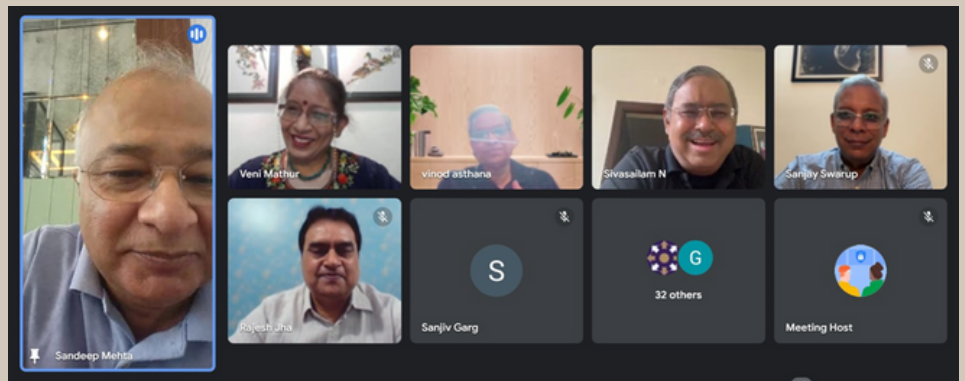 Sandeep Mehta
Veni Mathur
vinod asthana
Sivasailam N
Sanjay Swarup
Rajesh Jha
S
Sanjiv Garg
G
32 others
Meeting Host